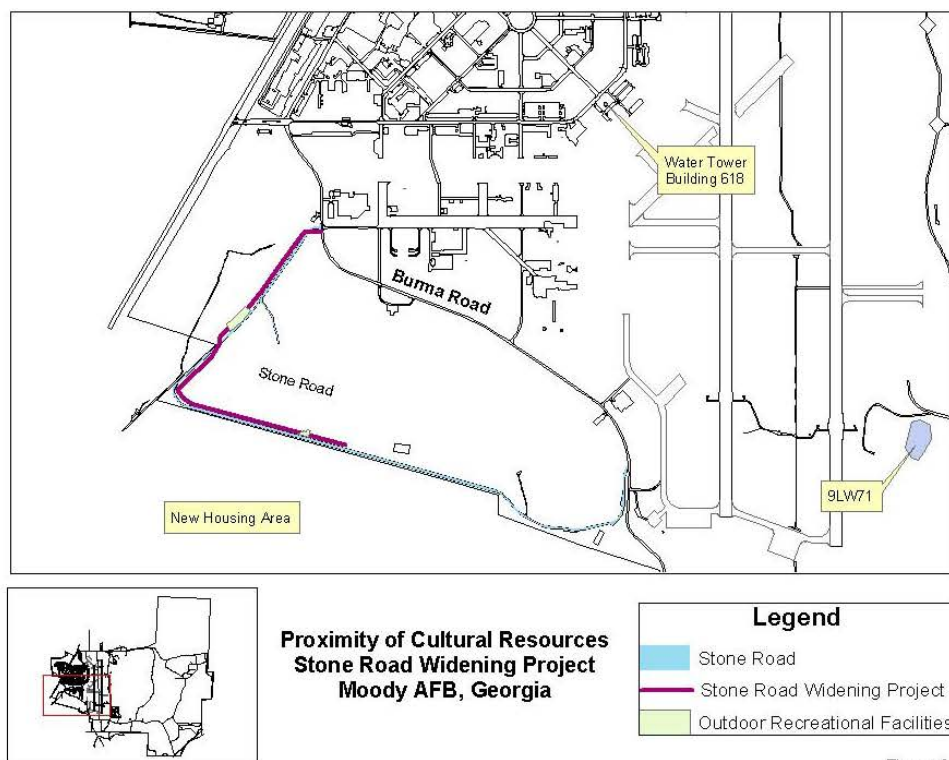 Water Tower
Building 618
Burma Road
Stone Road
9LW71
New Housing Area
Proximity of Cultural Resources
Stone Road Widening Project
Moody AFB, Georgia
Legend
Stone Road
Stone Road Widening Project
Outdoor Recreational Facilities